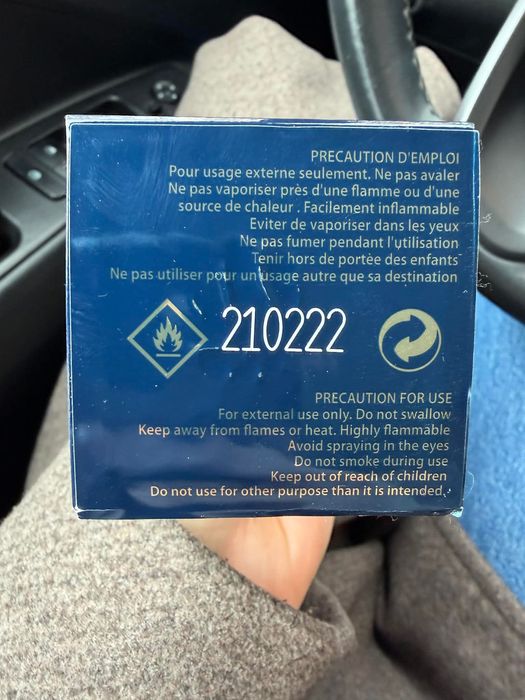 PRECAUTION D'EMPLOI
Pour usage externe seulement. Ne pas avaler
Ne pas vaporiser près d'une flamme ou d'une
source de chaleur . Facilement inflammable
Eviter de vaporiser dans les yeux
Ne pas fumer pendant l'utilisation
Tenir hors de portèe des enfants
Ne pas utiliser pour un usage autre que sa destination
210222
PRECAUTION FOR USE
For external use only. Do not swallow
Keep away from flames or heat. Highly flammable
Avoid spraying in the eyes
Do not smoke during use
Keep out of reach of children
Do not use for other purpose than it is intended.